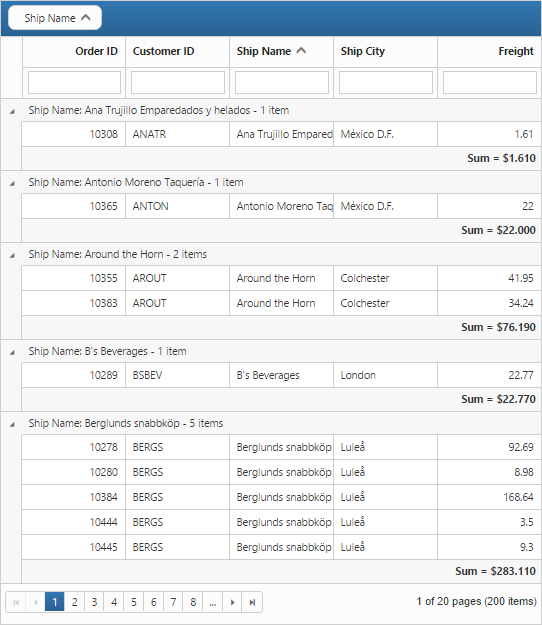 Ship Name
Order ID Customer ID Ship Name Ship City Freight
Ship Name: Ana Trujillo Emparedados y helados - 1 item
10308 ANATR Ana Trujillo Empared México D.F. 1.61
Sum = $1.610
Ship Name: Antonio Moreno Taquería - 1 item
10365 ANTON Antonio Moreno Taq México D.F. 22
Sum = $22.000
Ship Name: Around the Horn - 2 items
10355 AROUT Around the Horn Colchester 41.95
10383 AROUT Around the Horn Colchester 34.24
Sum = $76.190
Ship Name: B's Beverages - 1 item
10289 BSBEV B's Beverages London 22.77
Sum = $22.770
Ship Name: Berglunds snabbköp - 5 items
10278 BERGS Berglunds snabbköp Luleå 92.69
10280 BERGS Berglunds snabbköp Luleå 8.98
10384 BERGS Berglunds snabbköp Luleå 168.64
10444 BERGS Berglunds snabbköp Luleå 3.5
10445 BERGS Berglunds snabbköp Luleå 9.3
Sum = $283.110
1 2 3 4 5 6 7 8 ... 1 of 20 pages (200 items)